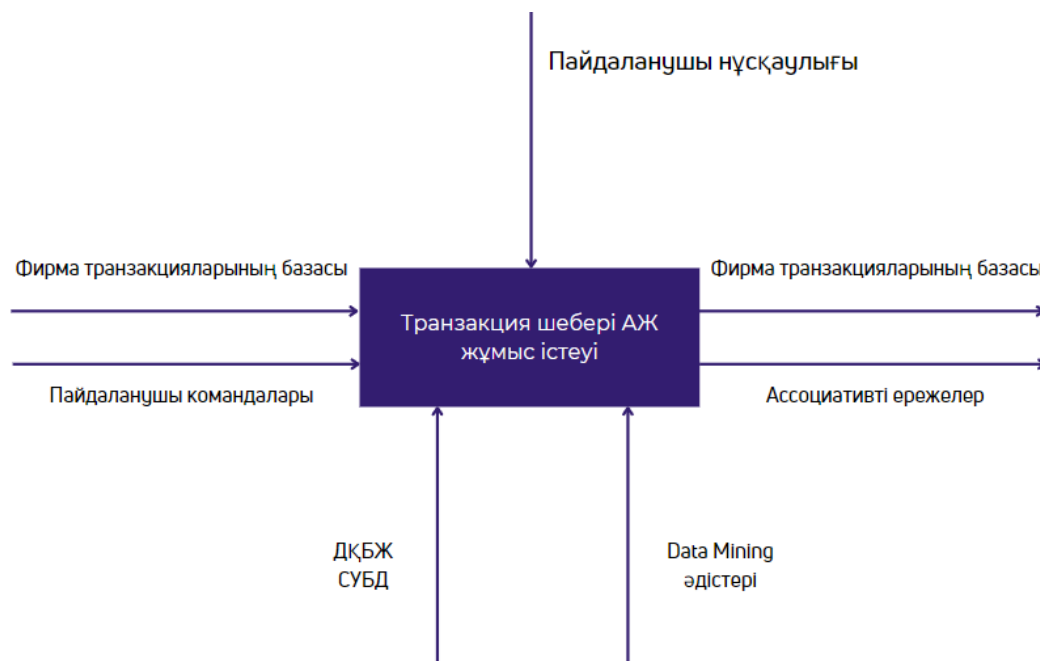 Пайдаланушы нұсқаулығы
Фирма транзакцияларының базасы
Фирма транзакцияларының базасы
Транзакция шебері АЖ
жұмыс істеуі
Пайдаланушы командалары
Ассоциативті ережелер
ДҚБЖ
СУБД
Data Mining
әдістері